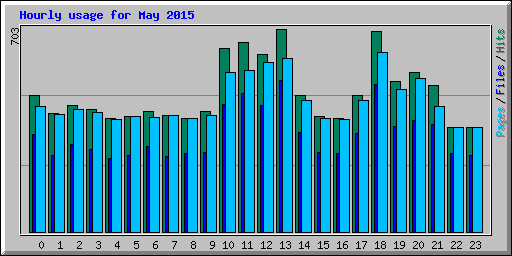 Hourly usage for May 2015
703
Pages / Files / Hits
0 1 2 3 4 5 6 7 8 9 10 11 12 13 14 15 16 17 18 19 20 21 22 23